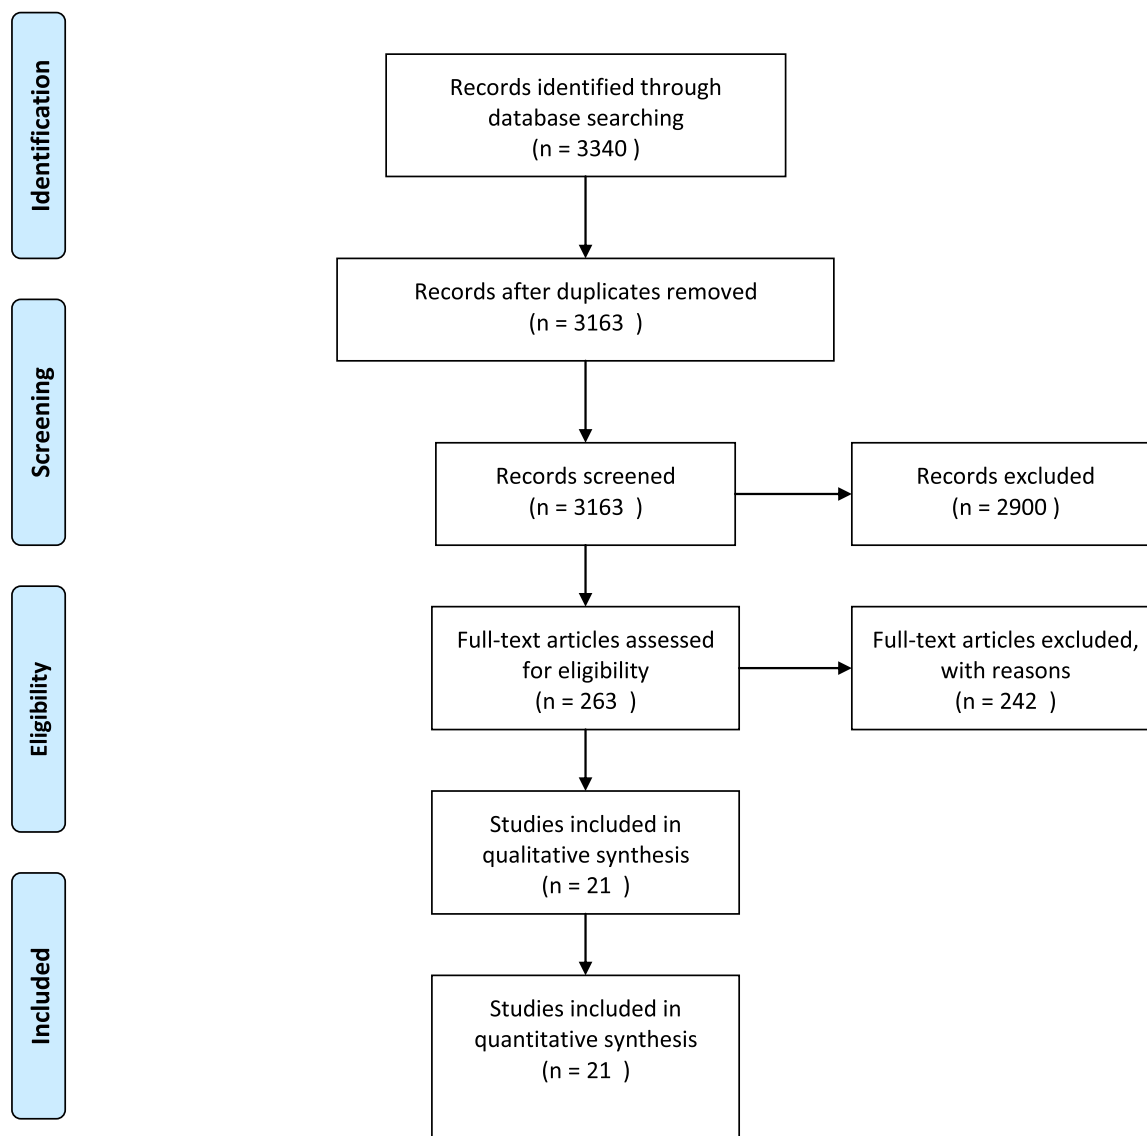 Identification
Records identified through
database searching
(n = 3340 )
Records after duplicates removed
(n = 3163  )
Screening
Records screened
(n = 3163  )
Records excluded
(n = 2900 )
Eligibility
Full-text articles assessed
for eligibility
(n = 263  )
Full-text articles excluded,
with reasons
(n = 242  )
Studies included in
qualitative synthesis
(n = 21  )
Included
Studies included in
quantitative synthesis
(n = 21  )